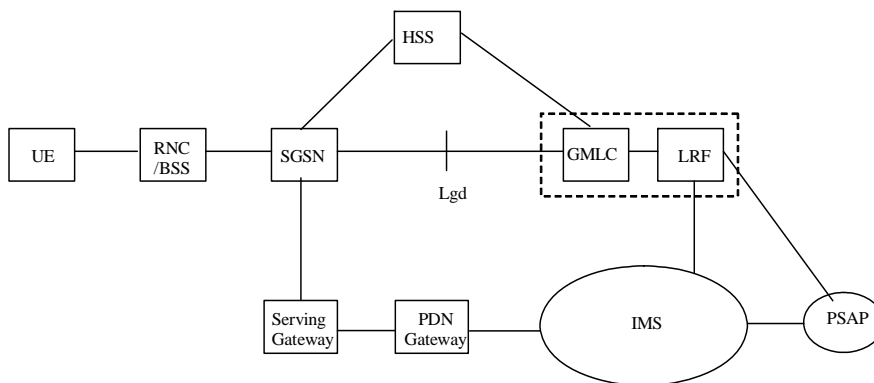 HSS
UE
RNC
/BSS
SGSN
GMLC
LRF
Lgd
Serving
Gateway
PDN
Gateway
IMS
PSAP